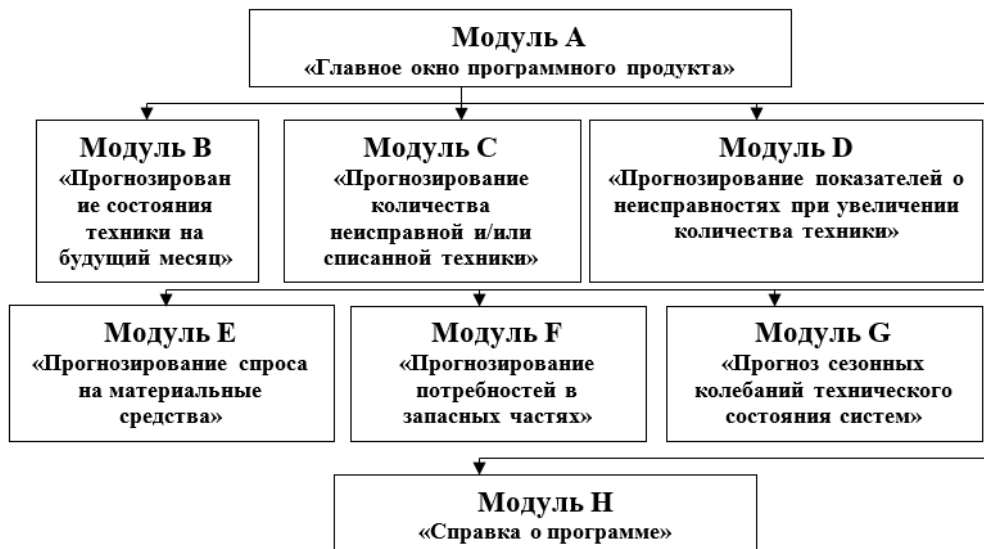 Модуль А
«Главное окно программного продукта»
Модуль В
«Прогнозирован
ие состояния
техники на
будущий месяц»
Модуль С
«Прогнозирование
количества
неисправной и/или
списанной техники»
Модуль D
«Прогнозирование показателей о
неисправностях при увеличении
количества техники»
Модуль E
«Прогнозирование спроса
на материальные
средства»
Модуль F
«Прогнозирование
потребностей в
запасных частях»
Модуль G
«Прогноз сезонных
колебаний технического
состояния систем»
Модуль H
«Справка о программе»